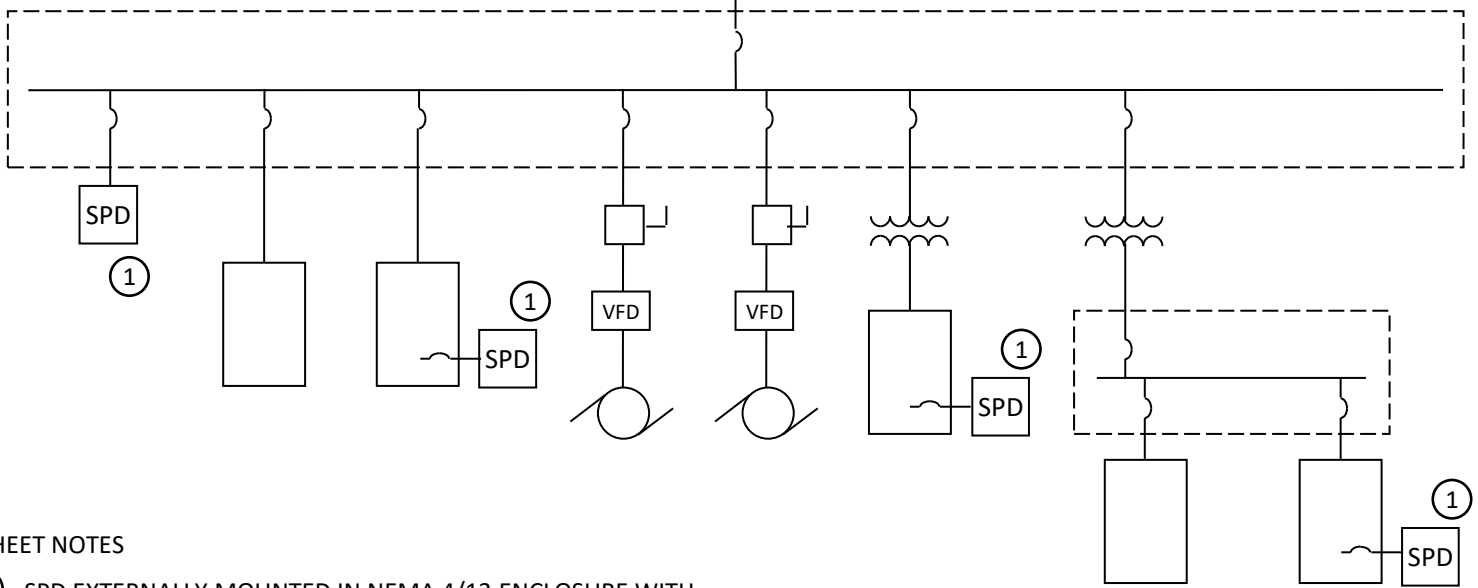 SPD
1
1
VFD
VFD
SPD
1
SPD
1
SPD
HEET NOTES
SPD EXTERNALLY MOUNTED IN NEMA 4/12 ENCLOSURE WITH